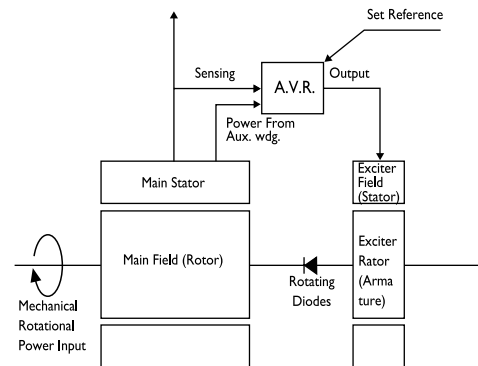 Set Reference
Sensing
A.V.R.
Output
Power From
Aux. wdg.
Main Stator
Exciter
Field
(Stator)
Main Field (Rotor)
Exciter
Rator
(Arma
ture)
Rotating
Diodes
Mechanical
Rotational
Power Input